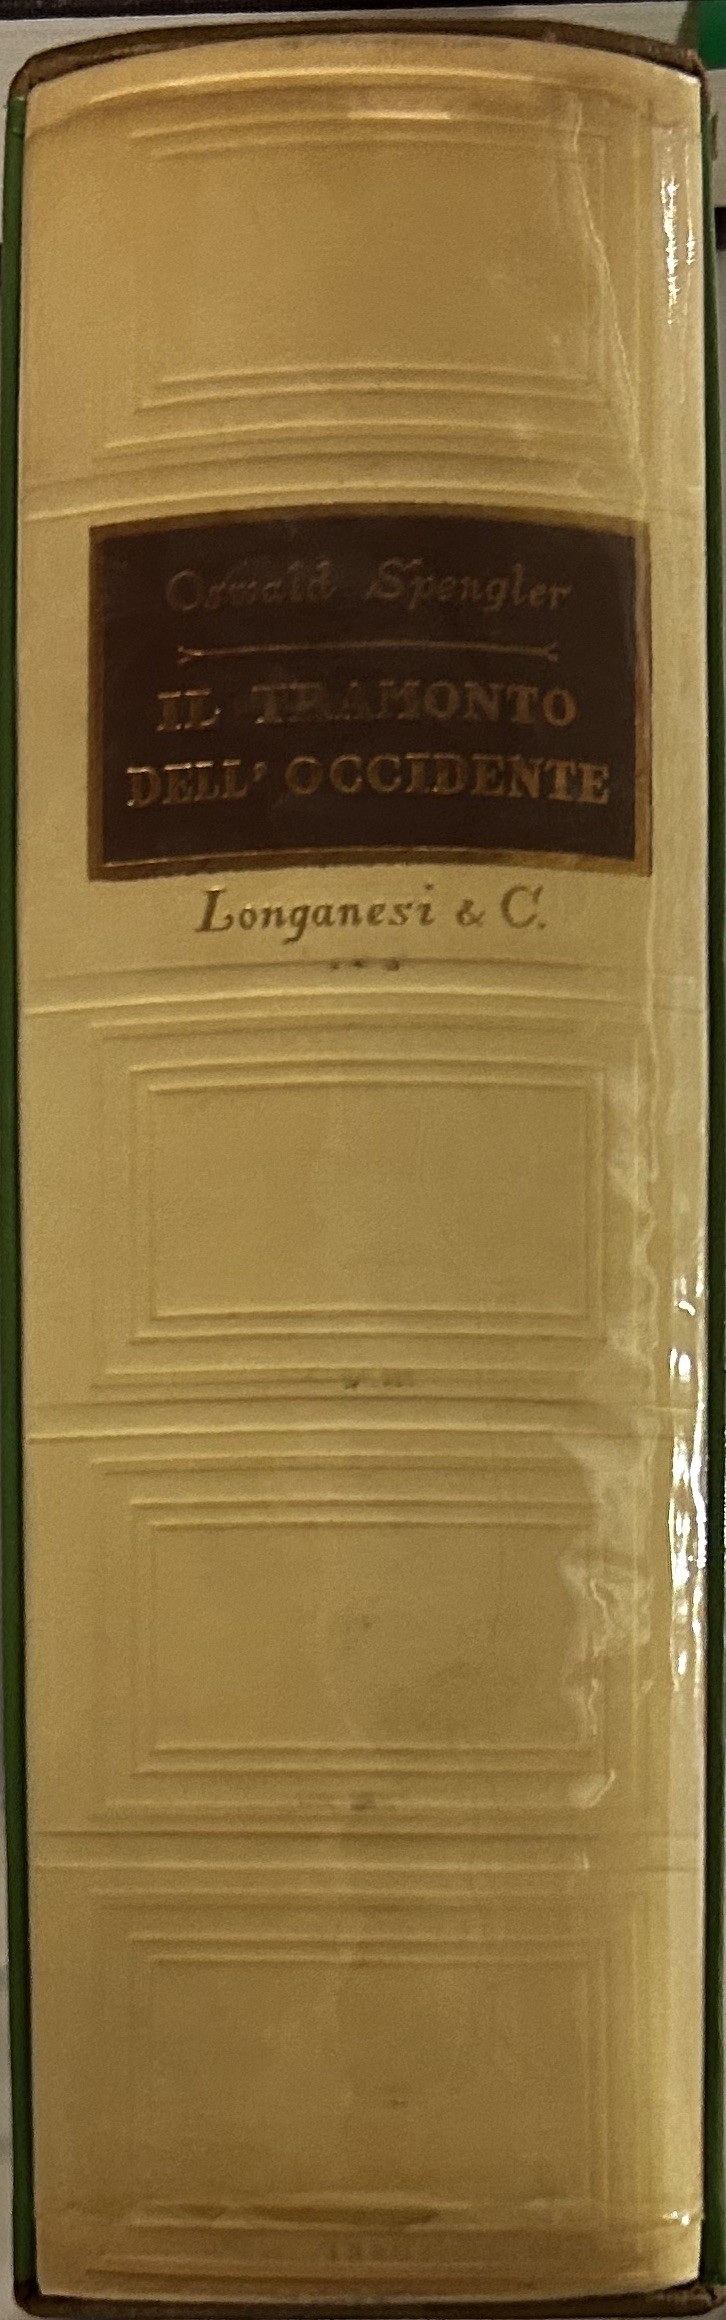 Oswald Spengler
IL TRAMONTO
DELL' OCCIDENTE
Longanesi & C.